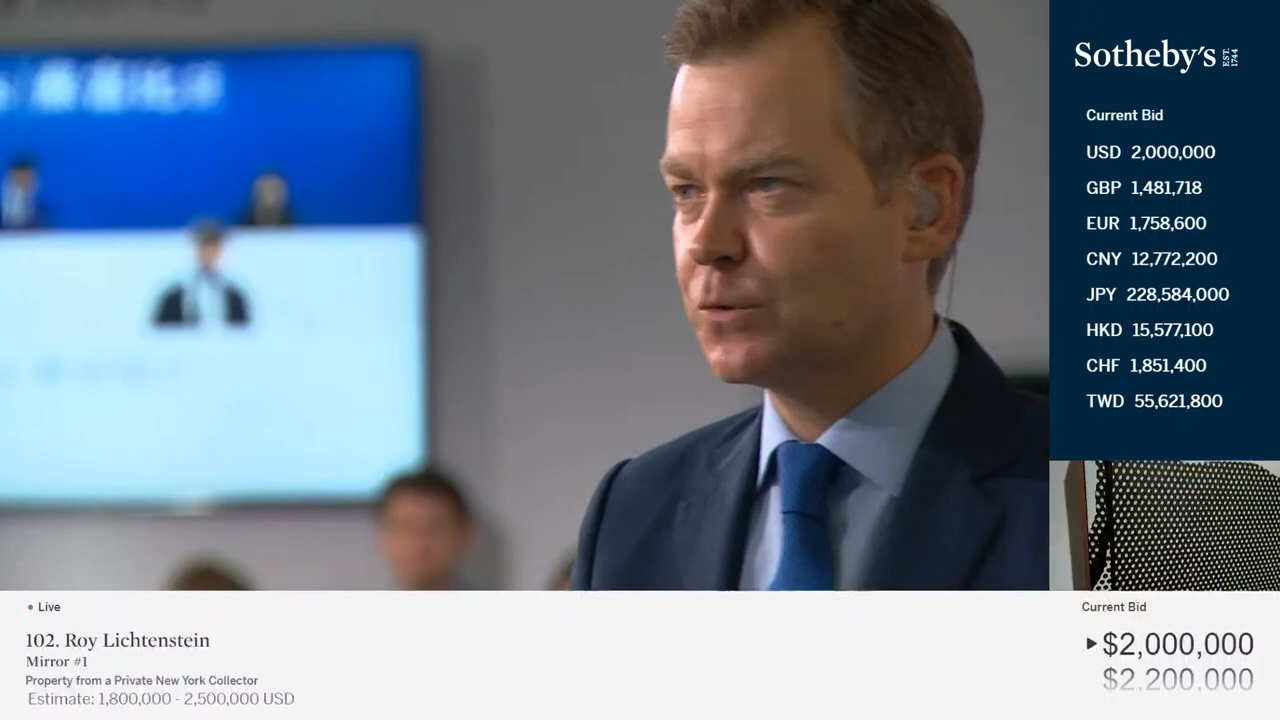 Sotheby's EST. 1744
Current Bid
USD 2,000,000
GBP 1,481,718
EUR 1,758,600
CNY 12,772,200
JPY 228,584,000
HKD 15,577,100
CHF 1,851,400
TWD 55,621,800
Live
102. Roy Lichtenstein
Mirror #1
Property from a Private New York Collector
Estimate: 1,800,000 - 2,500,000 USD
Current Bid
$2,000,000
$2,200,000